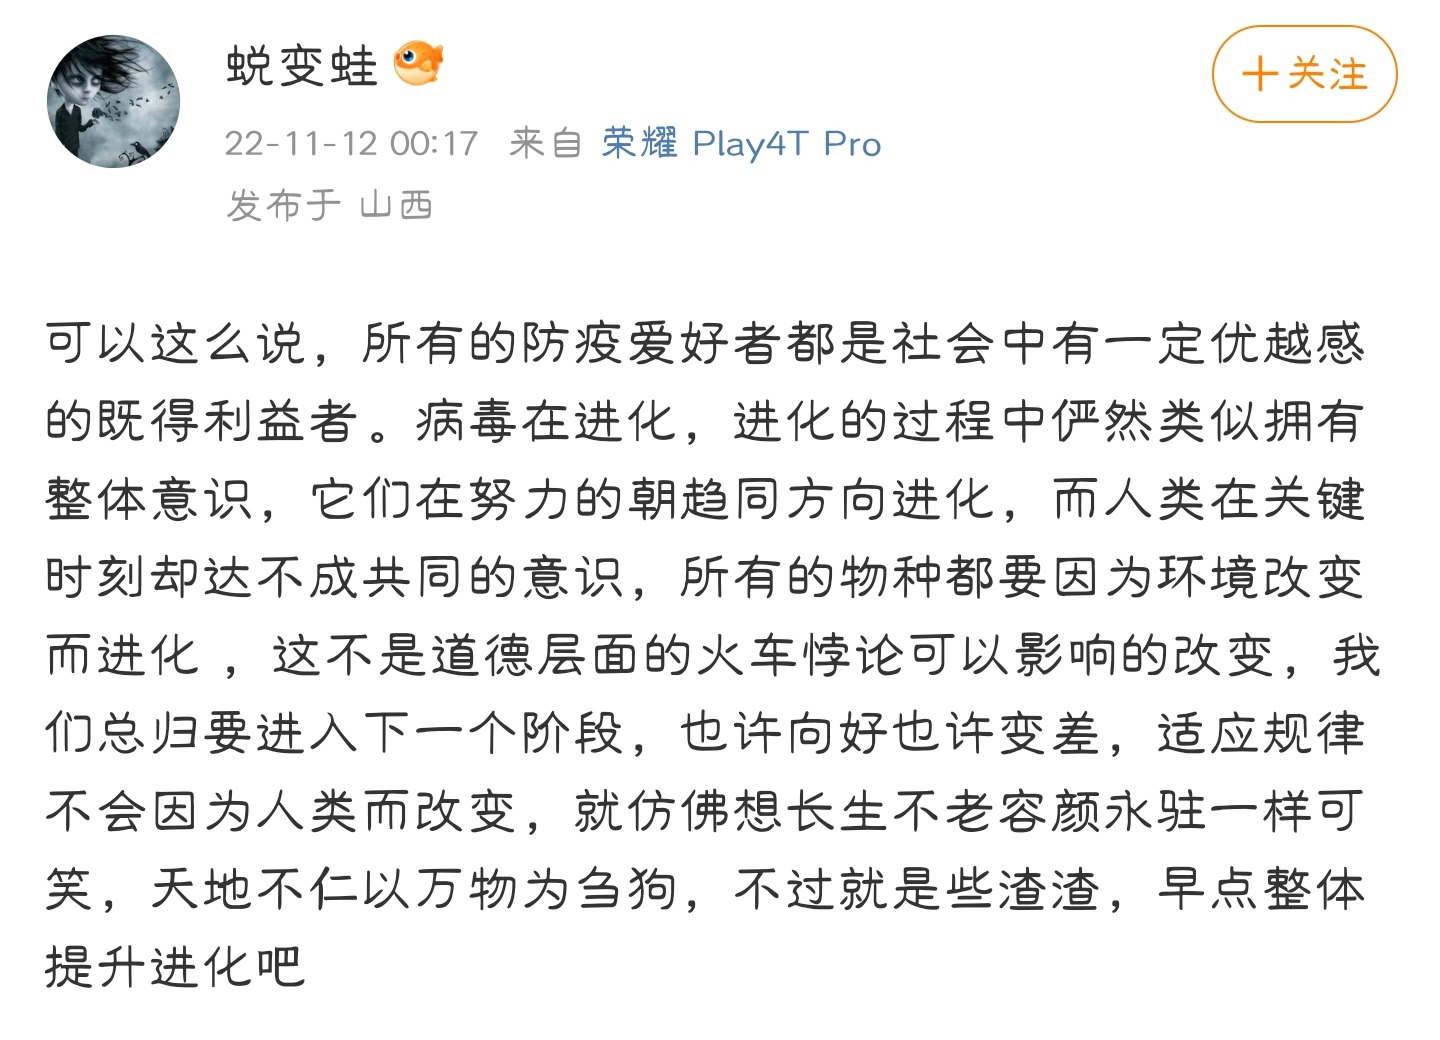 蜕变蛙
十关注
22-11-12 00:17 来自 荣耀 Play4T Pro
发布于 山西
可以这么说，所有的防疫爱好者都是社会中有一定优越感
的既得利益者。病毒在进化，进化的过程中俨然类似拥有
整体意识，它们在努力的朝趋同方向进化，而人类在关键
时刻却达不成共同的意识，所有的物种都要因为环境改变
而进化 ，这不是道德层面的火车悖论可以影响的改变，我
们总归要进入下一个阶段，也许向好也许变差，适应规律
不会因为人类而改变，就仿佛想长生不老容颜永驻一样可
笑，天地不仁以万物为刍狗，不过就是些渣渣，早点整体
提升进化吧